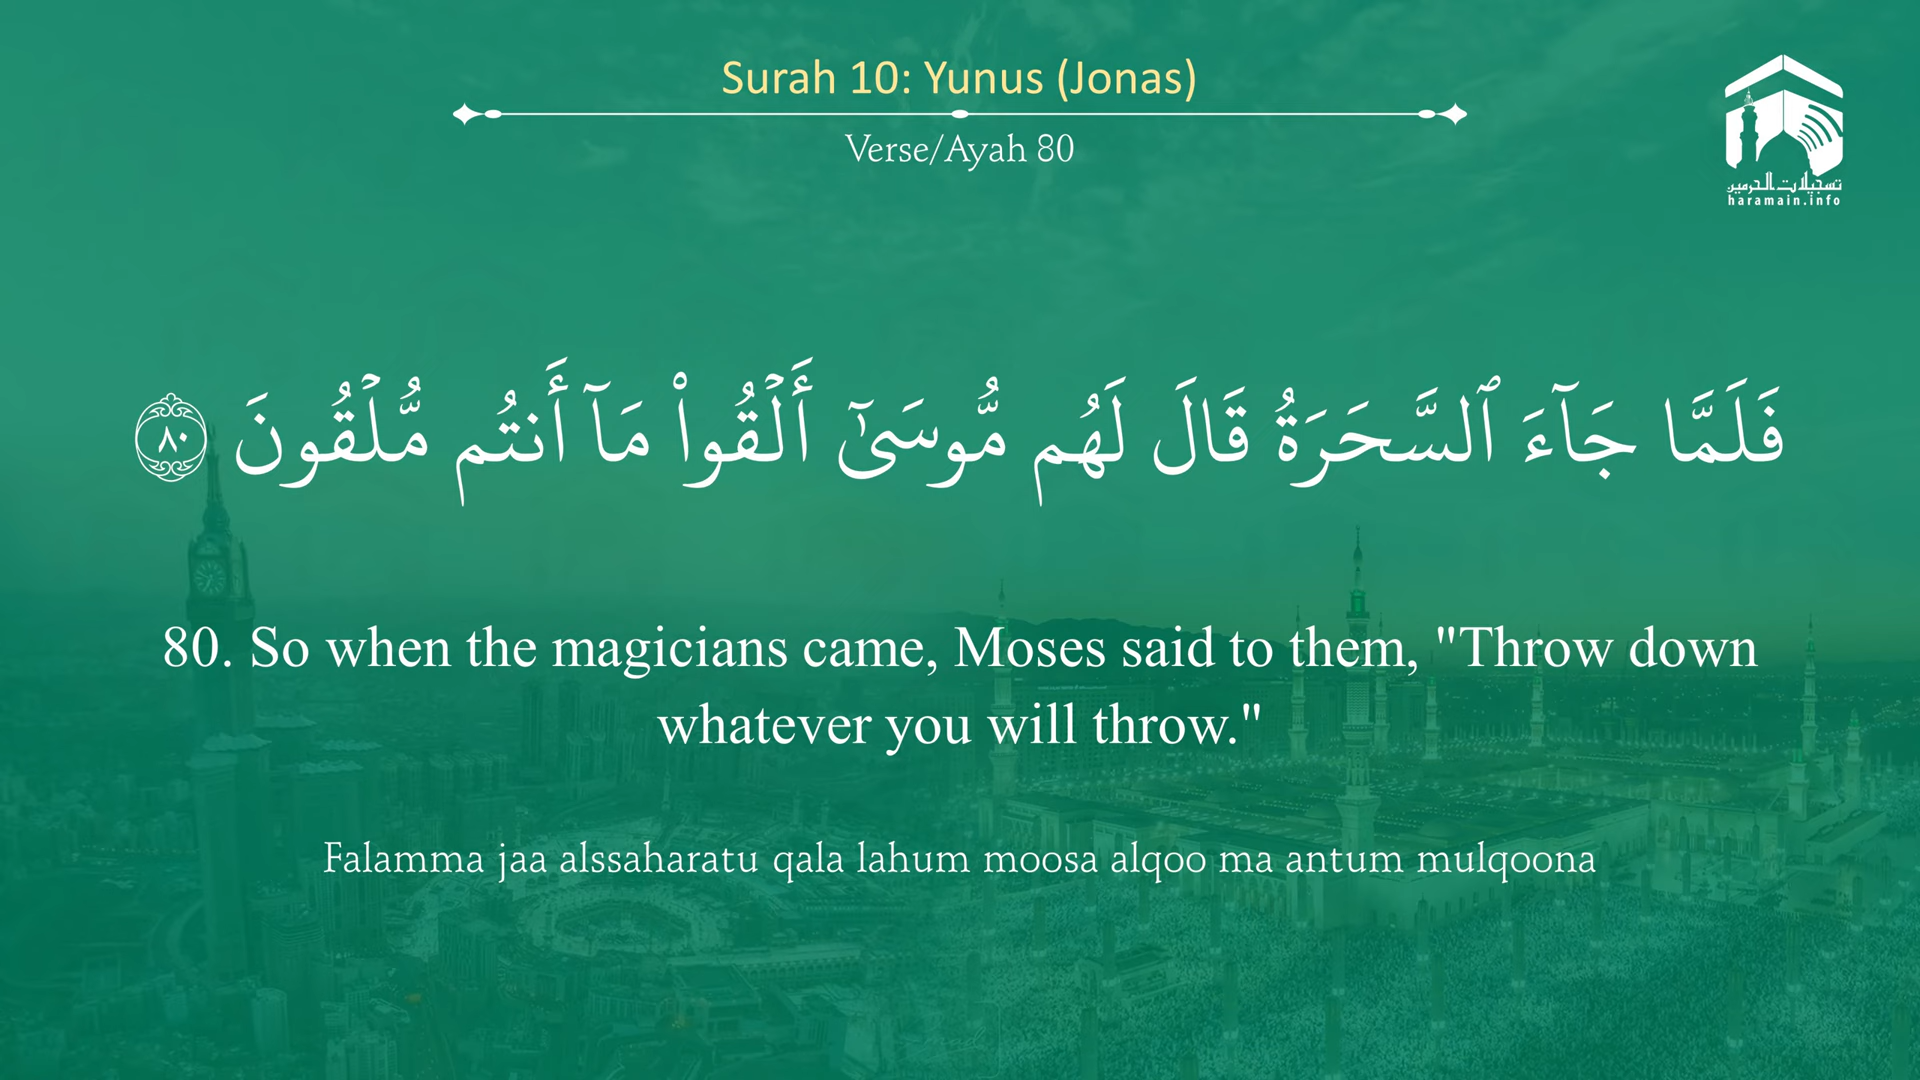 Surah 10: Yunus (Jonas)
Verse/Ayah 80
تسجيلات الحرمين
haramain.info
فَلَمَّا جَآءَ ٱلسَّحَرَةُ قَالَ لَهُم مُّوسَىٰٓ أَلْقُوا۟ مَآ أَنتُم مُّلْقُونَ ٨٠
80. So when the magicians came, Moses said to them, "Throw down
whatever you will throw."
Falamma jaa alssaharatu qala lahum moosa alqoo ma antum mulqoona